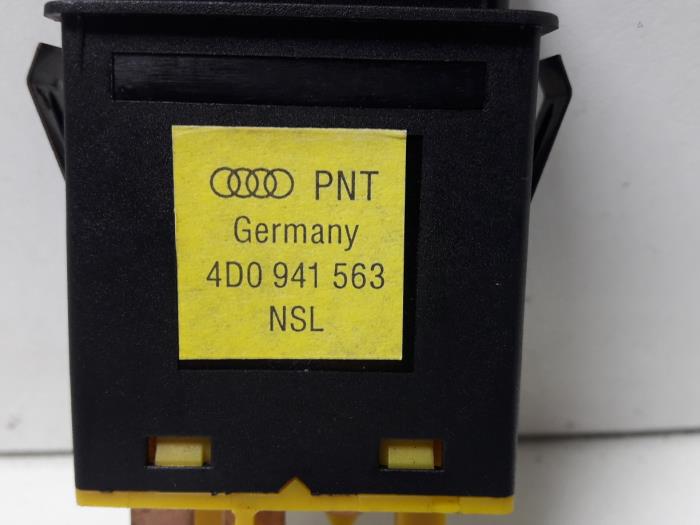 PNT
Germany
4D0 941 563
NSL